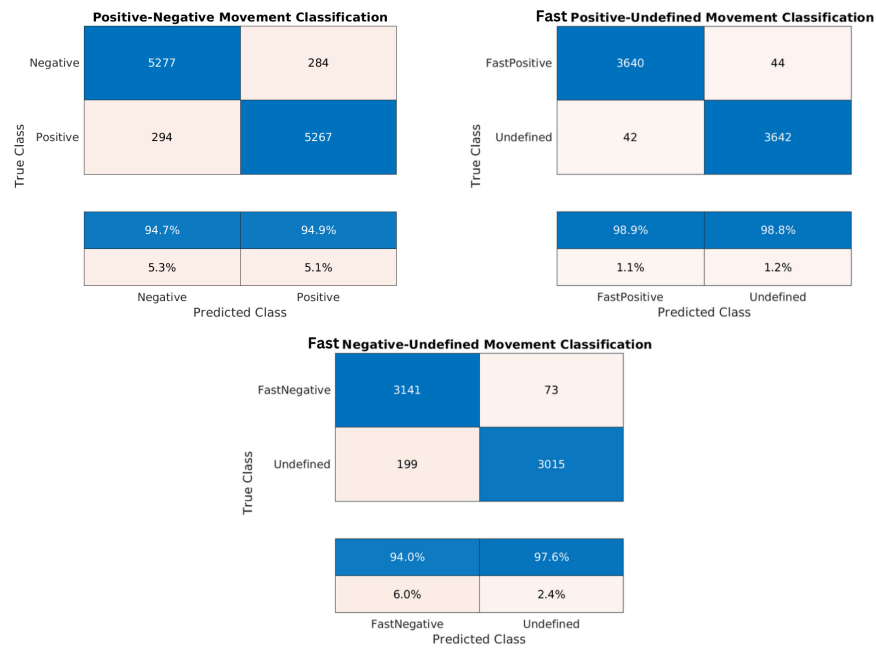 Positive-Negative Movement Classification
Negative 5277 284
Positive 294 5267
True Class
94.7% 94.9%
5.3% 5.1%
Negative Positive
Predicted Class
Fast Positive-Undefined Movement Classification
FastPositive 3640 44
Undefined 42 3642
True Class
98.9% 98.8%
1.1% 1.2%
FastPositive Undefined
Predicted Class
Fast Negative-Undefined Movement Classification
FastNegative 3141 73
Undefined 199 3015
True Class
94.0% 97.6%
6.0% 2.4%
FastNegative Undefined
Predicted Class